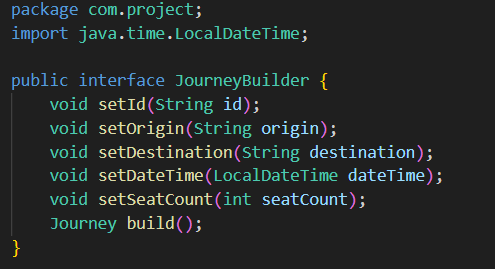 package com.project;
import java.time.LocalDateTime;

public interface JourneyBuilder {
    void setId(String id);
    void setOrigin(String origin);
    void setDestination(String destination);
    void setDateTime(LocalDateTime dateTime);
    void setSeatCount(int seatCount);
    Journey build();
}